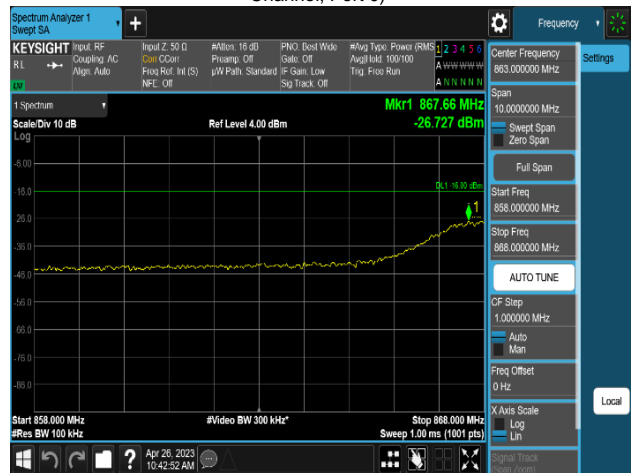 Channel, Port 0)
Spectrum Analyzer 1
Swept SA
Frequency
KEYSIGHT
RL
LXI
Input: RF
Coupling: AC
Align: Auto
Input Z: 50 Ω
Corr CCorr
Freq Ref: Int (S)
NFE: Off
#Atten: 16 dB
Preamp: Off
µW Path: Standard
PNO: Best Wide
Gate: Off
IF Gain: Low
Sig Track: Off
#Avg Type: Power (RMS
Avg|Hold: 100/100
Trig: Free Run
1 2 3 4 5 6
A W W W W W
A N N N N N
Center Frequency
863.000000 MHz
Settings
1 Spectrum
Scale/Div 10 dB
Log
Ref Level 4.00 dBm
Mkr1 867.66 MHz
-26.727 dBm
-6.00
-16.0
-26.0
-36.0
-46.0
-56.0
-66.0
-76.0
-86.0
DL1 -16.00 dBm
1
Span
10.0000000 MHz
Swept Span
Zero Span
Full Span
Start Freq
858.000000 MHz
Stop Freq
868.000000 MHz
AUTO TUNE
CF Step
1.000000 MHz
Auto
Man
Freq Offset
0 Hz
X Axis Scale
Log
Lin
Signal Track
(Span Zoom)
Local
Start 858.000 MHz
#Res BW 100 kHz
#Video BW 300 kHz*
Stop 868.000 MHz
Sweep 1.00 ms (1001 pts)
?
Apr 26, 2023
10:42:52 AM